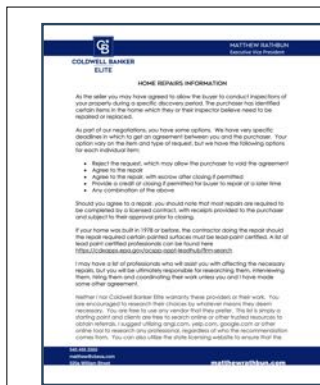 CB
MATTHEW RATHBUN
Executive Vice President
COLDWELL BANKER
ELITE
HOME REPAIRS INFORMATION
As the seller you may have agreed to allow the buyer to conduct inspections of
your property during a specific discovery period. The purchaser has identified
certain items in the home which they or their inspector believe need to be
repaired or replaced.
As part of our negotiations, you have some options. We have very specific
deadlines in which to get an agreement between you and the purchaser. Your
option vary on the item and type of request, but we have the following options
for each individual item:
• Reject the request, which may allow the purchaser to void the agreement
• Agree to the repair
• Agree to the repair, with escrow after closing if permitted
• Provide a credit at closing if permitted for buyer to repair at a later time
• Any combination of the above
Should you agree to a repair, you should note that most repairs are required to
be completed by a licensed contract, with receipts provided to the purchaser
and subject to their approval prior to closing.
If your home was built in 1978 or before, the contractor doing the repair should
the repair required certain painted surfaces must be lead-paint certified. A list of
lead paint certified professionals can be found here
I may have a list of professionals who will assist you with affecting the necessary
repairs, but you will be ultimately responsible for researching them, interviewing
them, hiring them and coordinating their work unless you and I have made
some other agreement.
Neither I nor Coldwell Banker Elite warranty these providers or their work. You
are encouraged to research their choices by whatever means they deem
necessary. You are free to use any vendor that they prefer. This list is simply a
starting point and clients are free to search online or other trusted resources to
obtain referrals. I suggest utilizing angi.com, yelp.com, google.com or other
online tool to research any professional, regardless of who the recommendation
comes from. You can also utilize the state licensing website to ensure that the
matthewrathbun.com